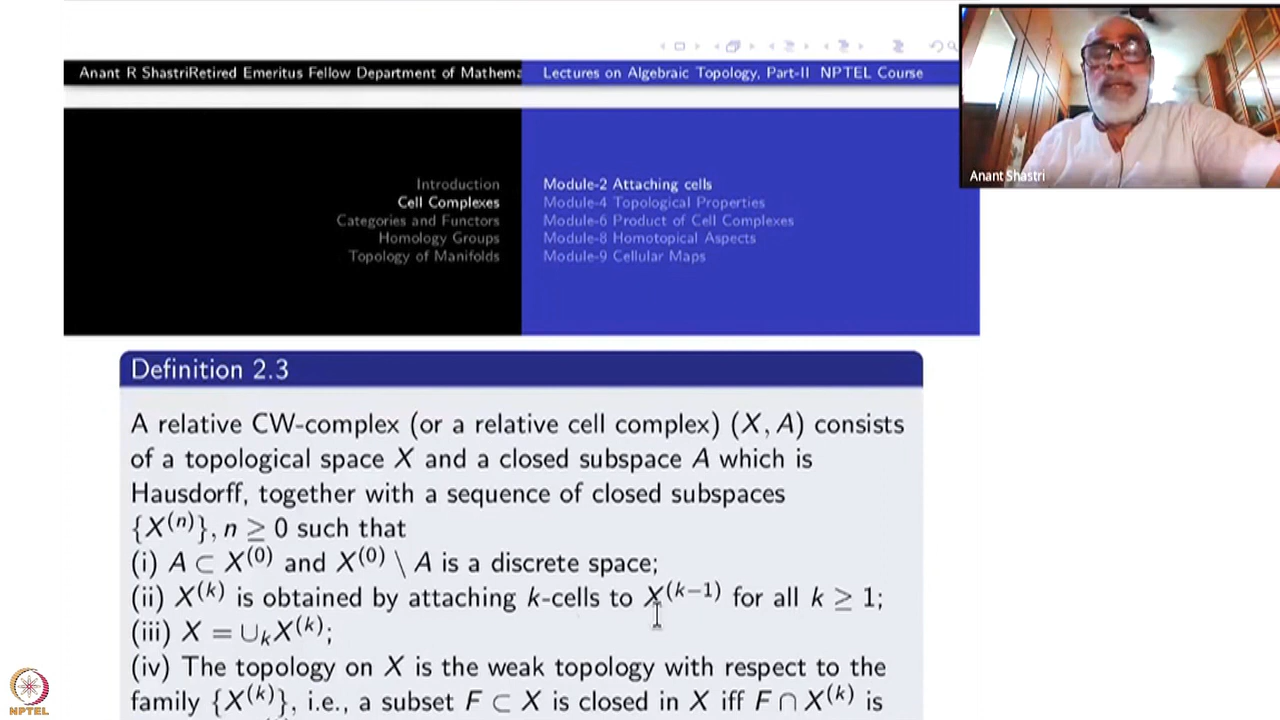 Anant R ShastriRetired Emeritus Fellow Department of Mathema
Lectures on Algebraic Topology, Part-II NPTEL Course
Introduction
Cell Complexes
Categories and Functors
Homology Groups
Topology of Manifolds
Module-2 Attaching cells
Module-4 Topological Properties
Module-6 Product of Cell Complexes
Module-8 Homotopical Aspects
Module-9 Cellular Maps
Anant Shastri
Definition 2.3
A relative CW-complex (or a relative cell complex) (X, A) consists
of a topological space X and a closed subspace A which is
Hausdorff, together with a sequence of closed subspaces
{X^(n)}, n ≥ 0 such that
(i) A ⊂ X^(0) and X^(0) \ A is a discrete space;
(ii) X^(k) is obtained by attaching k-cells to X^(k−1) for all k ≥ 1;
(iii) X = ∪_k X^(k);
(iv) The topology on X is the weak topology with respect to the
family {X^(k)}, i.e., a subset F ⊂ X is closed in X iff F ∩ X^(k) is
NPTEL